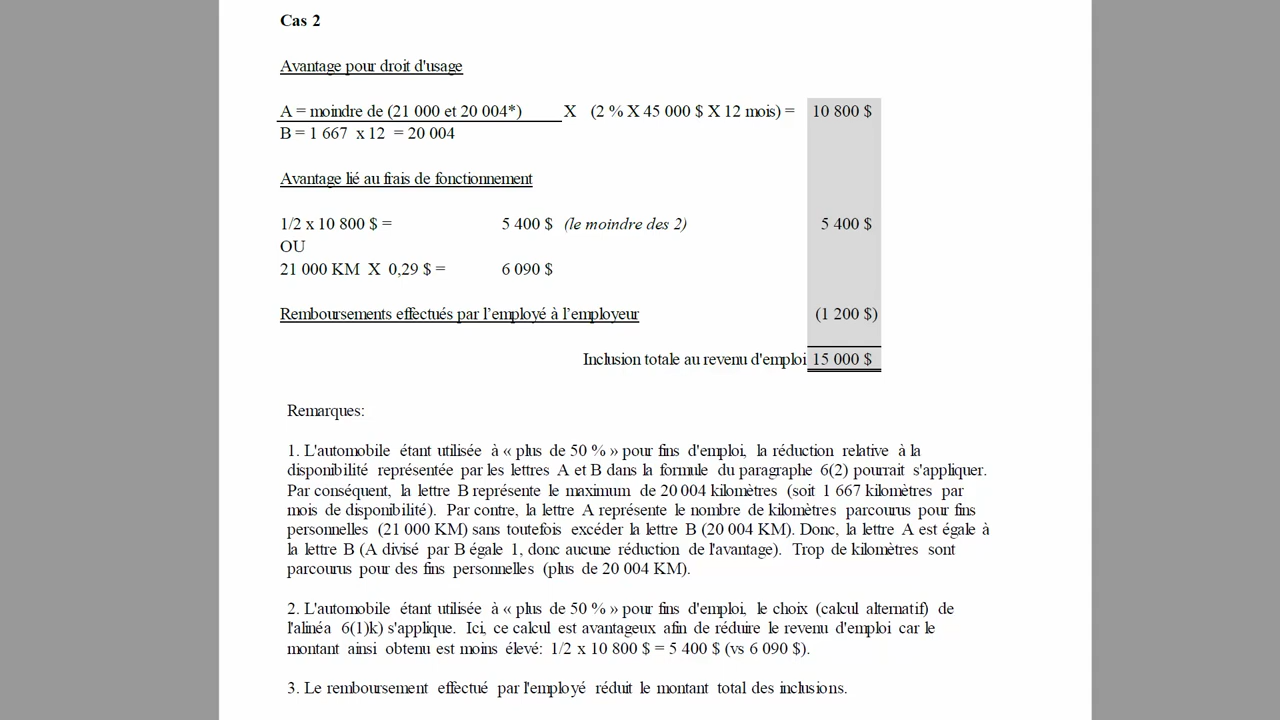 Cas 2
Avantage pour droit d'usage
A = moindre de (21 000 et 20 004*) X (2 % X 45 000 $ X 12 mois) = 10 800 $
B = 1 667 x 12 = 20 004
Avantage lié au frais de fonctionnement
1/2 x 10 800 $ = 5 400 $ (le moindre des 2) 5 400 $
OU
21 000 KM X 0,29 $ = 6 090 $
Remboursements effectués par l'employé à l'employeur (1 200 $)
Inclusion totale au revenu d'emploi 15 000 $
Remarques:
1. L'automobile étant utilisée à « plus de 50 % » pour fins d'emploi, la réduction relative à la
disponibilité représentée par les lettres A et B dans la formule du paragraphe 6(2) pourrait s'appliquer.
Par conséquent, la lettre B représente le maximum de 20 004 kilomètres (soit 1 667 kilomètres par
mois de disponibilité). Par contre, la lettre A représente le nombre de kilomètres parcourus pour fins
personnelles (21 000 KM) sans toutefois excéder la lettre B (20 004 KM). Donc, la lettre A est égale à
la lettre B (A divisé par B égale 1, donc aucune réduction de l'avantage). Trop de kilomètres sont
parcourus pour des fins personnelles (plus de 20 004 KM).
2. L'automobile étant utilisée à « plus de 50 % » pour fins d'emploi, le choix (calcul alternatif) de
l'alinéa 6(1)k) s'applique. Ici, ce calcul est avantageux afin de réduire le revenu d'emploi car le
montant ainsi obtenu est moins élevé: 1/2 x 10 800 $ = 5 400 $ (vs 6 090 $).
3. Le remboursement effectué par l'employé réduit le montant total des inclusions.